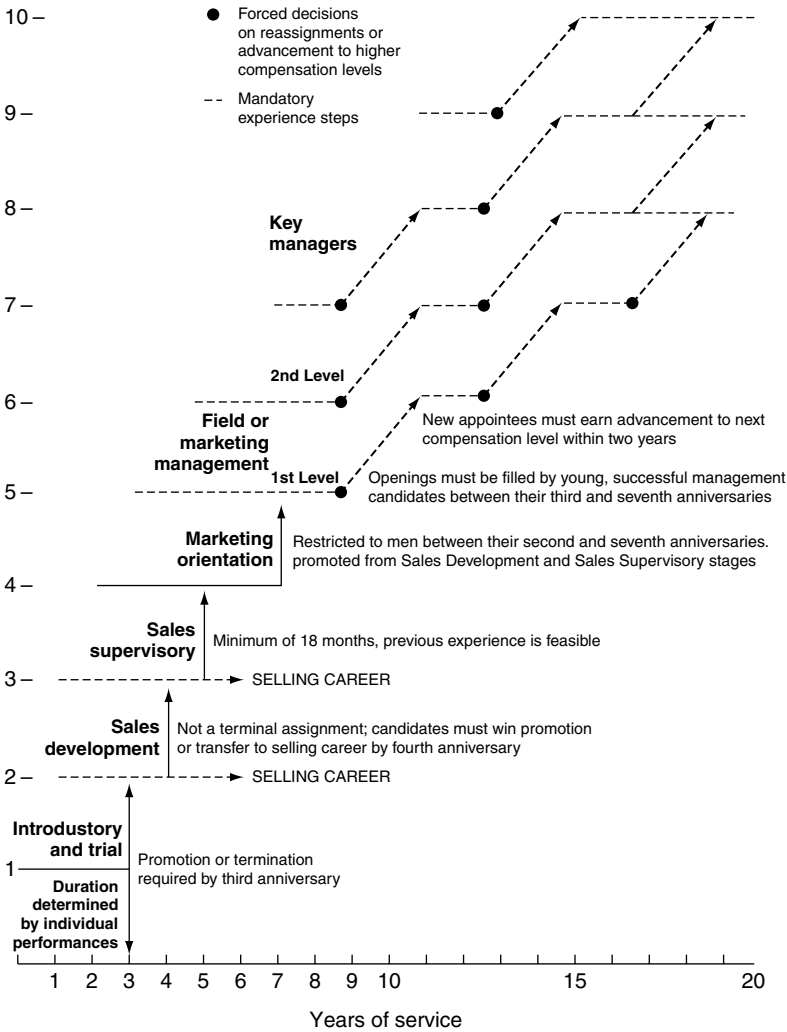 10 –
Forced decisions
on reassignments or
advancement to higher
compensation levels
Mandatory
experience steps
9 –
8 –
Key
managers
7 –
2nd Level
6 –
Field or
marketing
management
New appointees must earn advancement to next
compensation level within two years
1st Level
Openings must be filled by young, successful management
candidates between their third and seventh anniversaries
5 –
Marketing
orientation
Restricted to men between their second and seventh anniversaries.
promoted from Sales Development and Sales Supervisory stages
4 –
Sales
supervisory
Minimum of 18 months, previous experience is feasible
3 –
SELLING CAREER
Sales
development
Not a terminal assignment; candidates must win promotion
or transfer to selling career by fourth anniversary
2 –
SELLING CAREER
Introdustory
and trial
1
Promotion or termination
required by third anniversary
Duration
determined
by individual
performances
1 2 3 4 5 6 7 8 9 10 15 20
Years of service